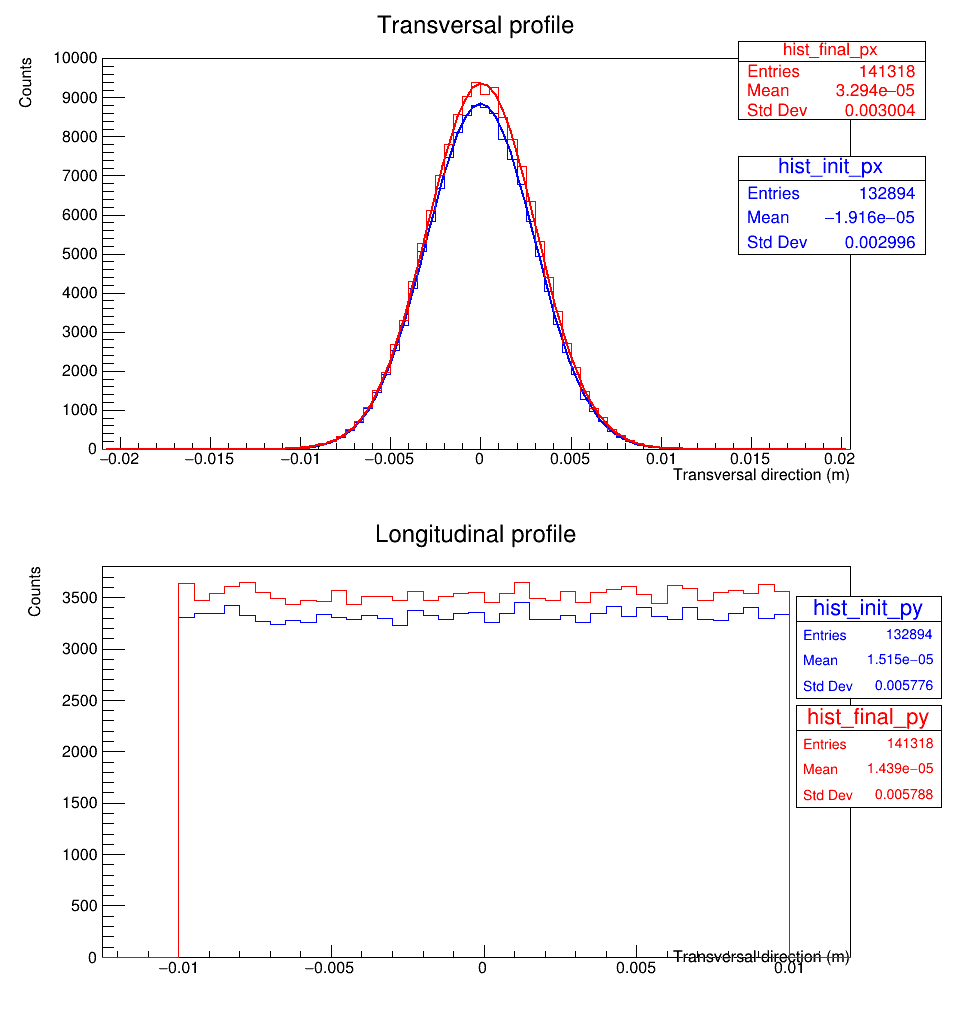 Transversal profile
Counts
10000
9000
8000
7000
6000
5000
4000
3000
2000
1000
0
−0.02 −0.015 −0.01 −0.005 0 0.005 0.01 0.015 0.02
Transversal direction (m)
hist_final_px
Entries 141318
Mean 3.294e−05
Std Dev 0.003004
hist_init_px
Entries 132894
Mean −1.916e−05
Std Dev 0.002996
Longitudinal profile
Counts
3500
3000
2500
2000
1500
1000
500
0
−0.01 −0.005 0 0.005 0.01
Transversal direction (m)
hist_init_py
Entries 132894
Mean 1.515e−05
Std Dev 0.005776
hist_final_py
Entries 141318
Mean 1.439e−05
Std Dev 0.005788